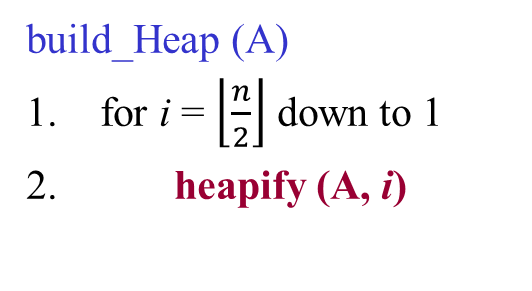 build_Heap (A)
1. for i = ⌊n/2⌋ down to 1
2. heapify (A, i)